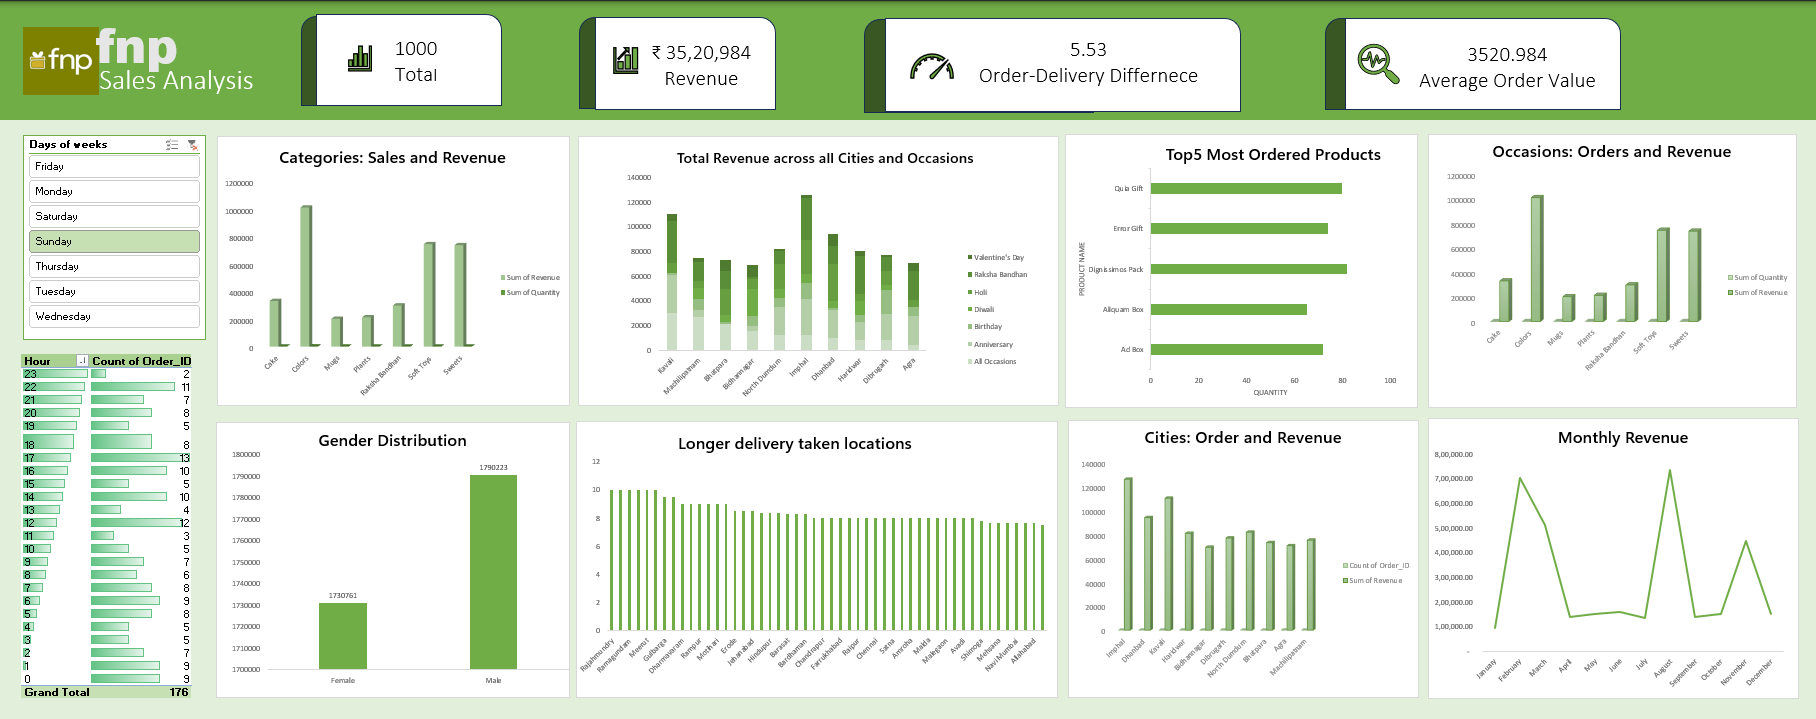 fnp
fnp
Sales Analysis
1000
Total
₹ 35,20,984
Revenue
5.53
Order-Delivery Differnece
3520.984
Average Order Value
Days of weeks
Friday
Monday
Saturday
Sunday
Thursday
Tuesday
Wednesday
Hour Count of Order_ID
23 2
22 11
21 7
20 8
19 5
18 8
17 13
16 10
15 5
14 10
13 4
12 12
11 3
10 5
9 7
8 6
7 8
6 9
5 8
4 5
3 5
2 7
1 9
0 9
Grand Total 176
Categories: Sales and Revenue
1200000
1000000
800000
600000
400000
200000
0
Cake
Colors
Mugs
Plants
Raksha Bandhan
Soft Toys
Sweets
Sum of Revenue
Sum of Quantity
Total Revenue across all Cities and Occasions
140000
120000
100000
80000
60000
40000
20000
0
Kavali
Machilipatnam
Bhatpara
Bidhannagar
North Dumdum
Imphal
Dhanbad
Haridwar
Dibrugarh
Agra
Valentine's Day
Raksha Bandhan
Holi
Diwali
Birthday
Anniversary
All Occasions
Top5 Most Ordered Products
PRODUCT NAME
Quia Gift
Error Gift
Dignissimos Pack
Aliquam Box
Ad Box
0 20 40 60 80 100
QUANTITY
Occasions: Orders and Revenue
1200000
1000000
800000
600000
400000
200000
0
Cake
Colors
Mugs
Plants
Raksha Bandhan
Soft Toys
Sweets
Sum of Quantity
Sum of Revenue
Gender Distribution
1800000
1790000
1780000
1770000
1760000
1750000
1740000
1730000
1720000
1710000
1700000
1730761
1790223
Female
Male
Longer delivery taken locations
12
10
8
6
4
2
0
Rajahmundry
Ramagundam
Meerut
Gulbarga
Dharmavaram
Rampur
Motihari
Erode
Jehanabad
Hindupur
Barasat
Bardhaman
Chandrapur
Farrukhabad
Raipur
Chennai
Satna
Amroha
Malda
Malegaon
Avadi
Shimoga
Mehsana
Navi Mumbai
Allahabad
Cities: Order and Revenue
140000
120000
100000
80000
60000
40000
20000
0
Imphal
Dhanbad
Kavali
Haridwar
Bidhannagar
Dibrugarh
North Dumdum
Bhatpara
Agra
Machilipatnam
Count of Order_ID
Sum of Revenue
Monthly Revenue
8,00,000.00
7,00,000.00
6,00,000.00
5,00,000.00
4,00,000.00
3,00,000.00
2,00,000.00
1,00,000.00
-
January
February
March
April
May
June
July
August
September
October
November
December